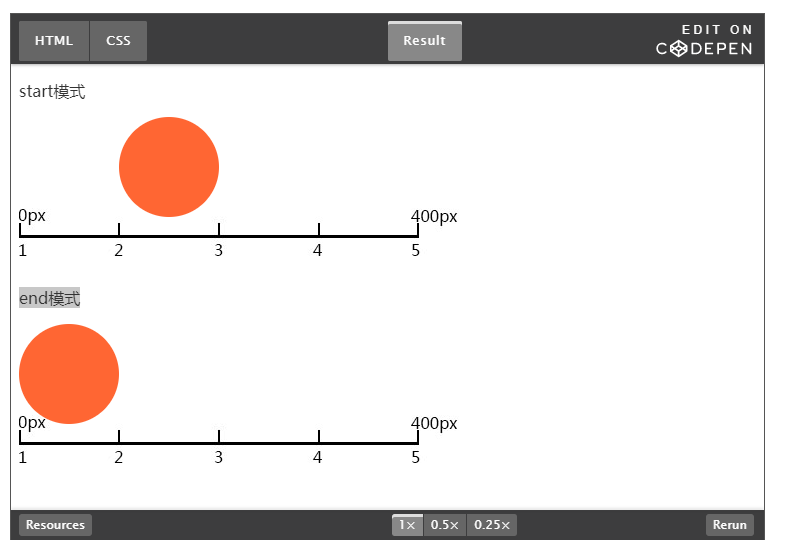 HTML CSS Result EDIT ON
CODEPEN
start模式
0px 400px
1 2 3 4 5
end模式
0px 400px
1 2 3 4 5
Resources 1× 0.5× 0.25× Rerun